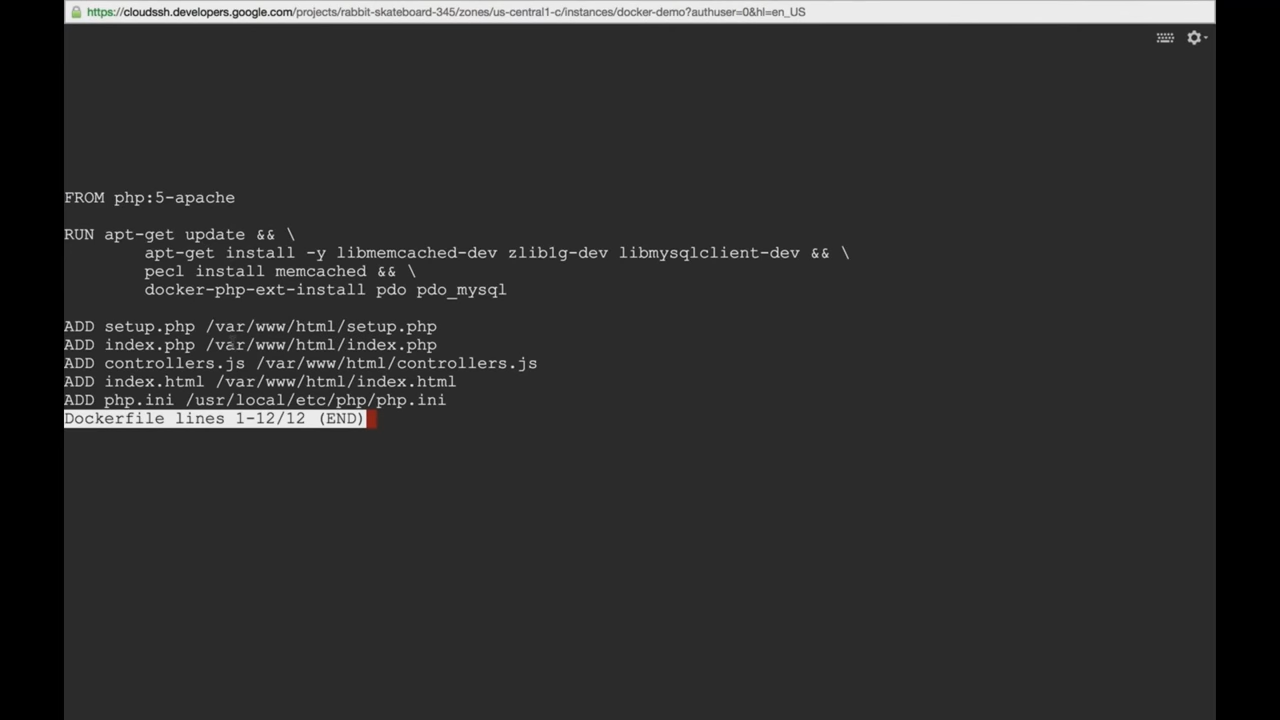 https://cloudssh.developers.google.com/projects/rabbit-skateboard-345/zones/us-central1-c/instances/docker-demo?authuser=0&hl=en_US
FROM php:5-apache
RUN apt-get update && \
apt-get install -y libmemcached-dev zlib1g-dev libmysqlclient-dev && \
pecl install memcached && \
docker-php-ext-install pdo pdo_mysql
ADD setup.php /var/www/html/setup.php
ADD index.php /var/www/html/index.php
ADD controllers.js /var/www/html/controllers.js
ADD index.html /var/www/html/index.html
ADD php.ini /usr/local/etc/php/php.ini
Dockerfile lines 1-12/12 (END)